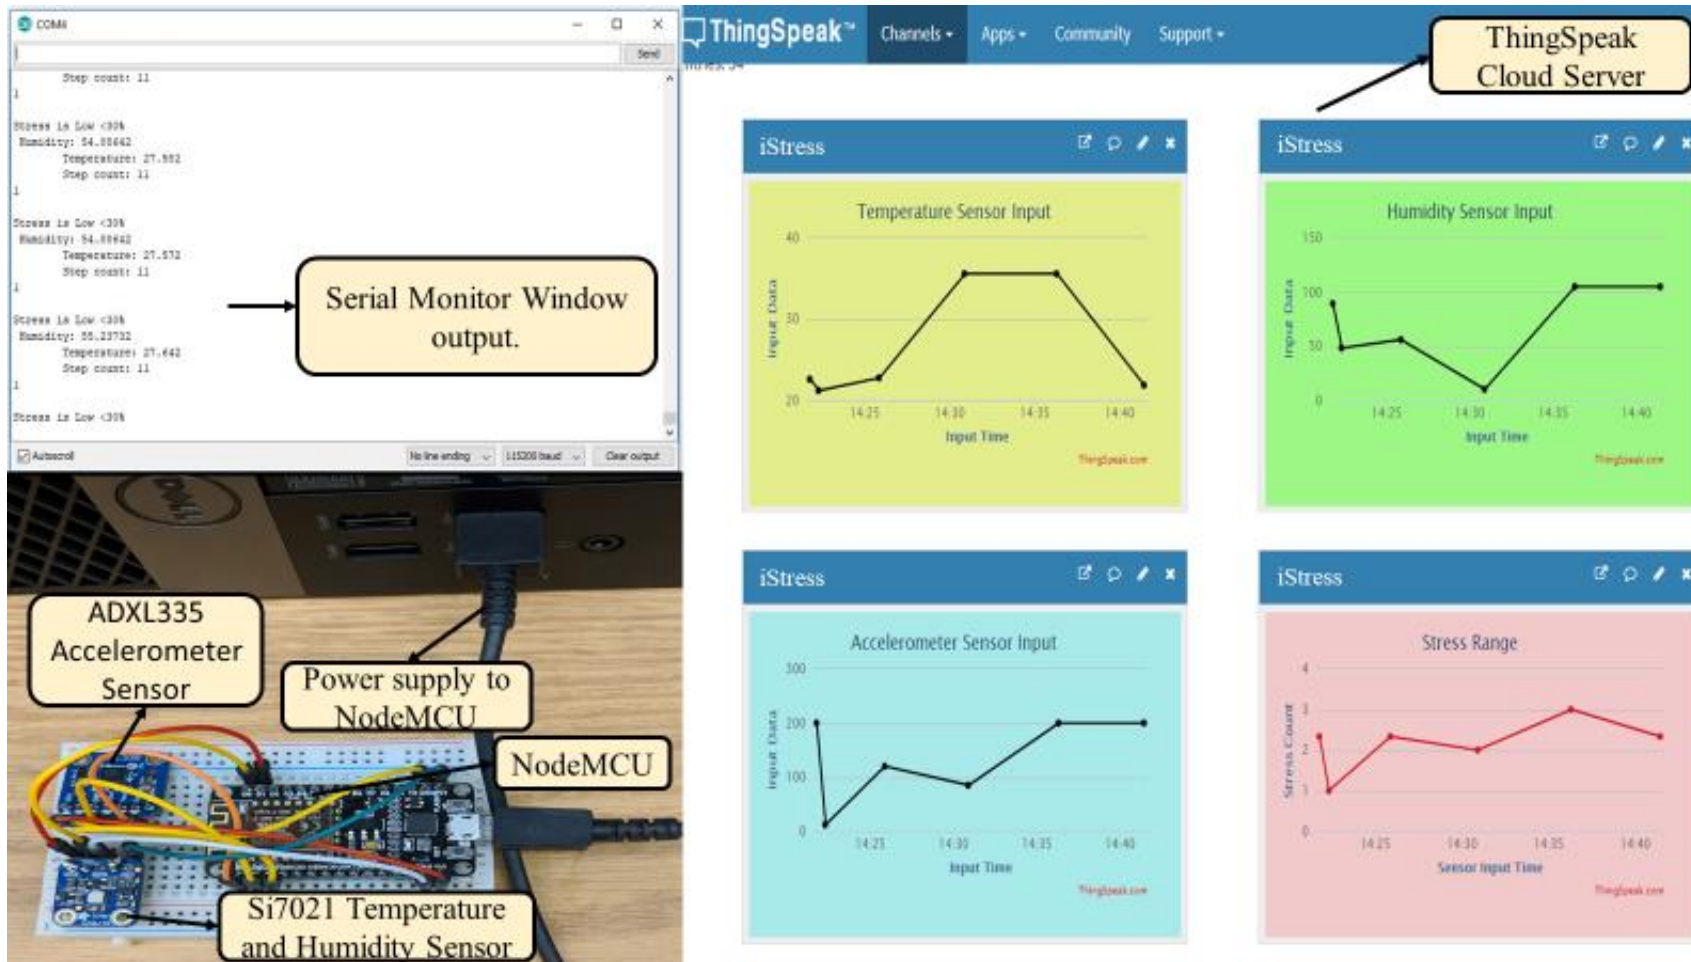 COM4
Send
Step count: 11
1
Stress is Low <30%
Humidity: 54.00642
Temperature: 27.582
Step count: 11
1
Stress is Low <30%
Humidity: 54.00642
Temperature: 27.572
Step count: 11
1
Stress is Low <30%
Humidity: 55.23732
Temperature: 27.642
Step count: 11
1
Stress is Low <30%
Serial Monitor Window
output.
Autoscroll
No line ending
115200 baud
Clear output
DELL
ADXL335
Accelerometer
Sensor
Power supply to
NodeMCU
NodeMCU
Si7021 Temperature
and Humidity Sensor
ThingSpeak™
Channels
Apps
Community
Support
ThingSpeak
Cloud Server
iStress
Temperature Sensor Input
40
30
20
Input Data
14:25 14:30 14:35 14:40
Input Time
ThingSpeak.com
iStress
Humidity Sensor Input
150
100
50
0
Input Data
14:25 14:30 14:35 14:40
Input Time
ThingSpeak.com
iStress
Accelerometer Sensor Input
300
200
100
0
Input Data
14:25 14:30 14:35 14:40
Input Time
ThingSpeak.com
iStress
Stress Range
4
3
2
1
0
Stress Count
14:25 14:30 14:35 14:40
Sensor Input Time
ThingSpeak.com